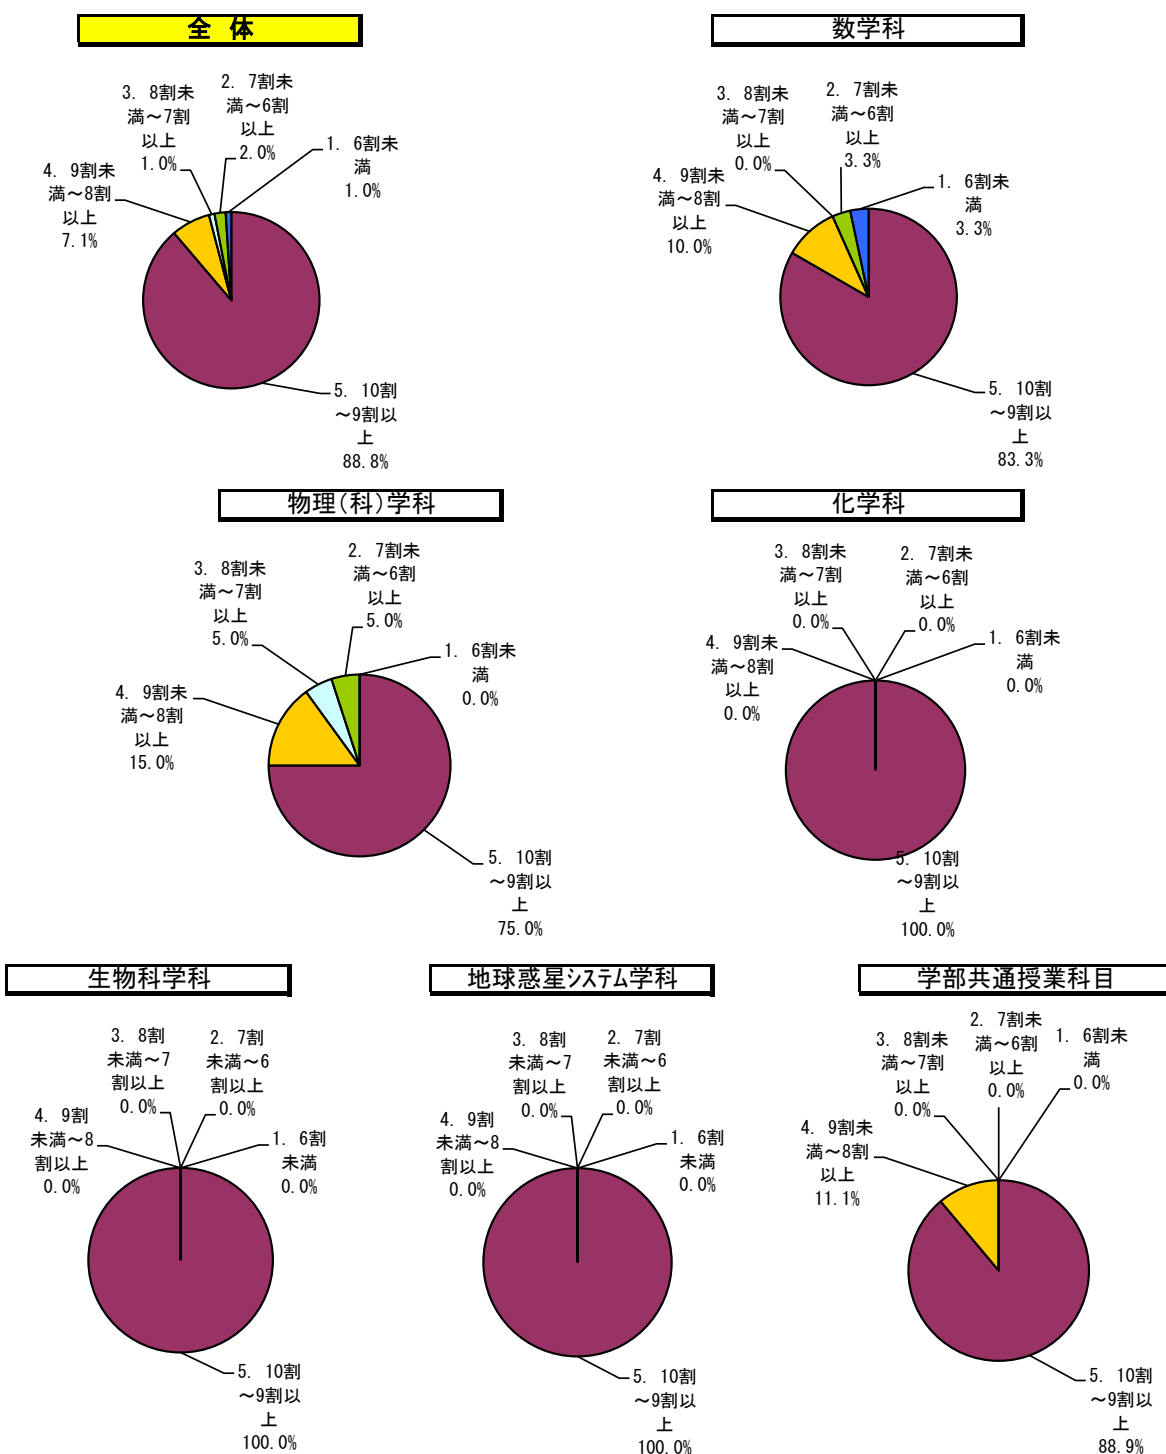 全 体
3. 8割未
満～7割
以上
1.0%
2. 7割未
満～6割
以上
2.0%
1. 6割未
満
1.0%
4. 9割未
満～8割
以上
7.1%
5. 10割
～9割以
上
88.8%
数学科
3. 8割未
満～7割
以上
0.0%
2. 7割未
満～6割
以上
3.3%
1. 6割未
満
3.3%
4. 9割未
満～8割
以上
10.0%
5. 10割
～9割以
上
83.3%
物理（科）学科
3. 8割未
満～7割
以上
5.0%
2. 7割未
満～6割
以上
5.0%
1. 6割未
満
0.0%
4. 9割未
満～8割
以上
15.0%
5. 10割
～9割以
上
75.0%
化学科
3. 8割未
満～7割
以上
0.0%
2. 7割未
満～6割
以上
0.0%
1. 6割未
満
0.0%
4. 9割未
満～8割
以上
0.0%
5. 10割
～9割以
上
100.0%
生物科学科
3. 8割
未満～7
割以上
0.0%
2. 7割
未満～6
割以上
0.0%
4. 9割
未満～8
割以上
0.0%
1. 6割
未満
0.0%
5. 10割
～9割以
上
100.0%
地球惑星ｼｽﾃﾑ学科
3. 8割
未満～7
割以上
0.0%
2. 7割
未満～6
割以上
0.0%
4. 9割
未満～8
割以上
0.0%
1. 6割
未満
0.0%
5. 10割
～9割以
上
100.0%
学部共通授業科目
3. 8割未
満～7割
以上
0.0%
2. 7割未
満～6割
以上
0.0%
1. 6割未
満
0.0%
4. 9割未
満～8割
以上
11.1%
5. 10割
～9割以
上
88.9%